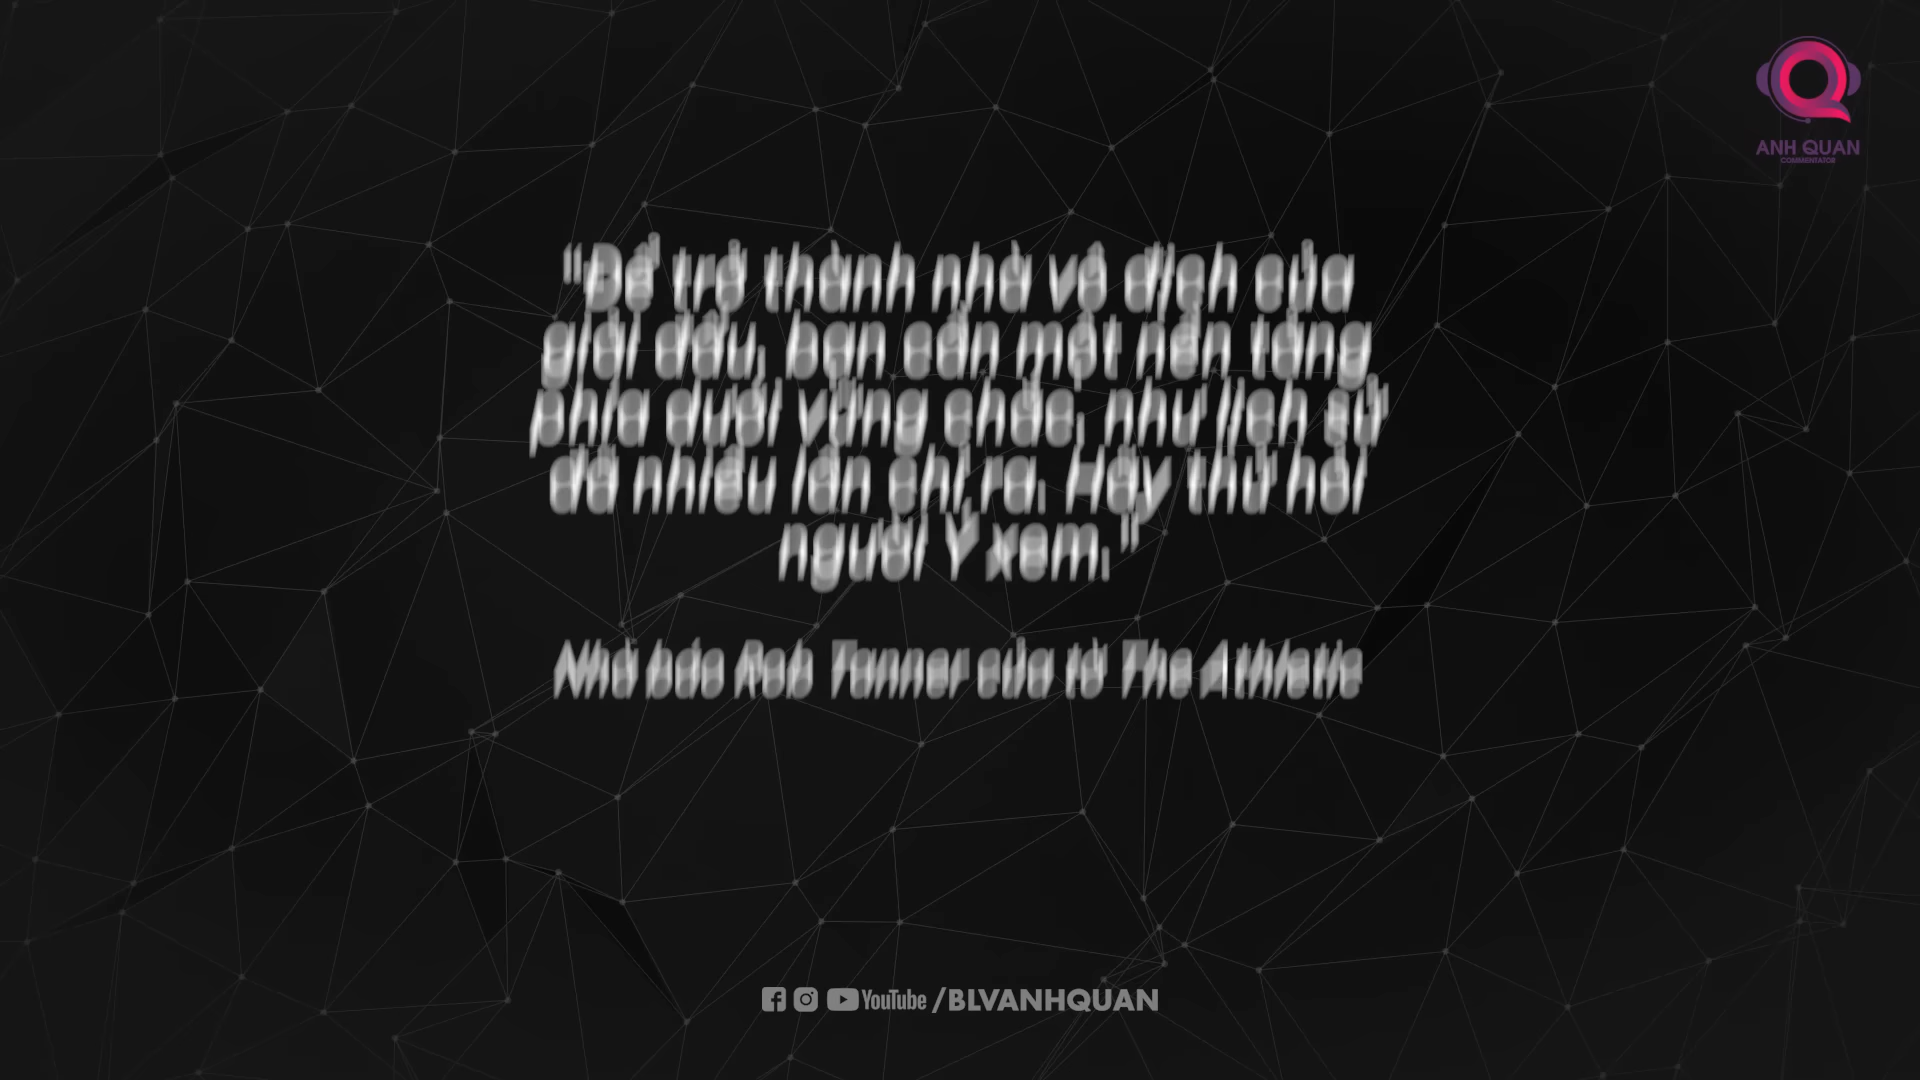 "Để trở thành nhà vô địch của
giải đấu, bạn cần một nền tảng
phía dưới vững chắc, như lịch sử
đã nhiều lần chỉ ra. Hãy thử hỏi
người Ý xem."
Nhà báo Rob Tanner của tờ The Athletic
ANH QUAN
COMMENTATOR
YouTube /BLVANHQUAN